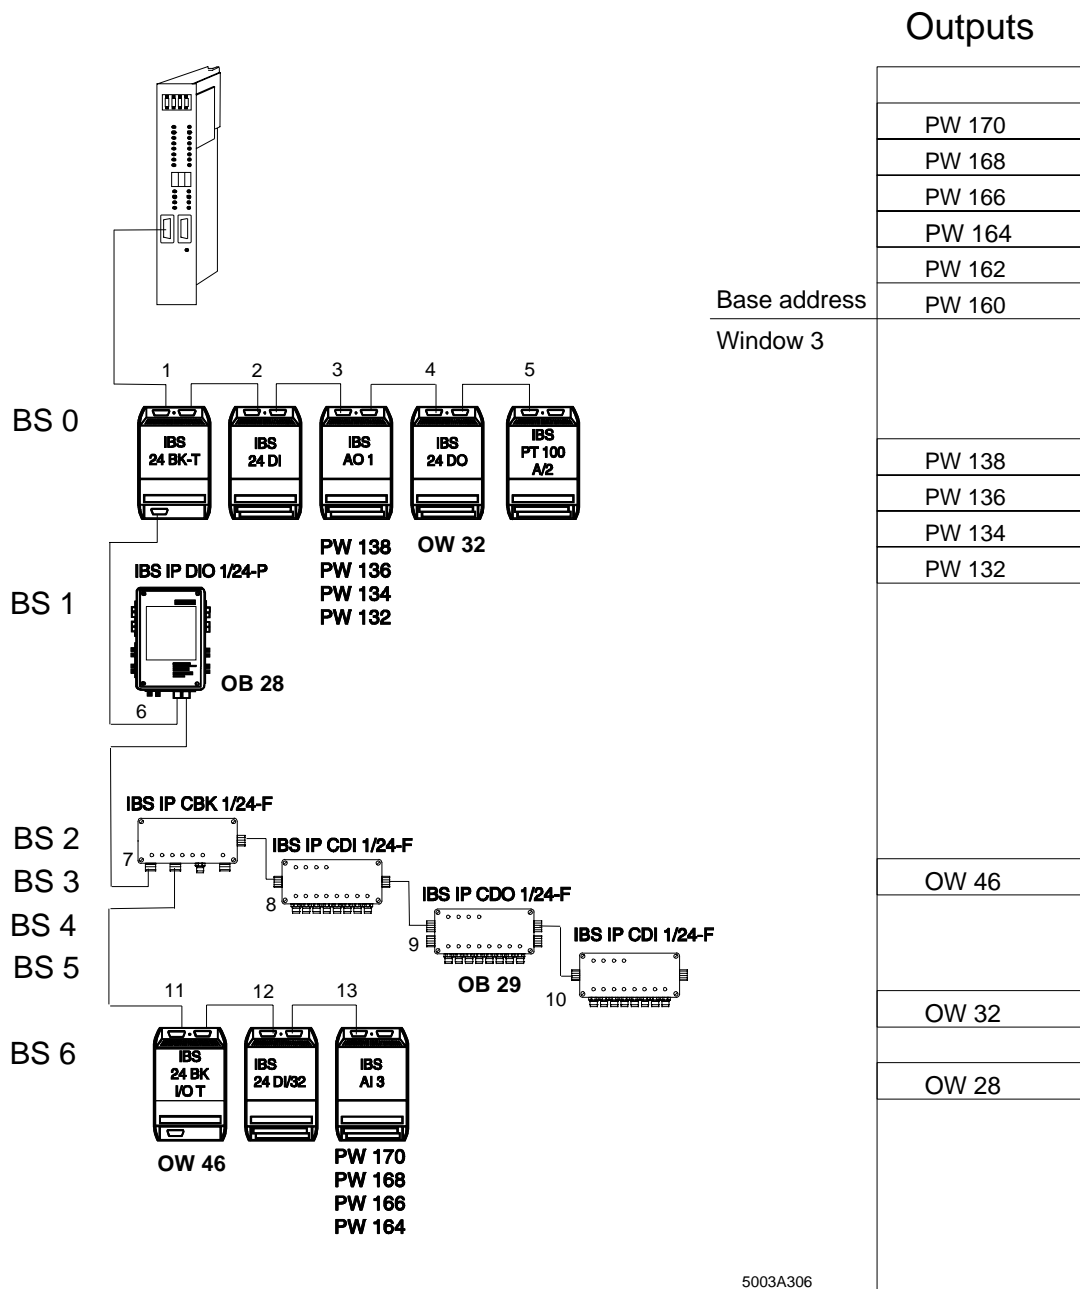 Outputs
PW 170
PW 168
PW 166
PW 164
PW 162
Base address
PW 160
Window 3
1 2 3 4 5
BS 0
IBS
24 BK-T
IBS
24 DI
IBS
AO 1
IBS
24 DO
IBS
PT 100
A/2
PW 138
PW 136
PW 134
PW 132
PW 138
PW 136
PW 134
PW 132
OW 32
IBS IP DIO 1/24-P
BS 1
OB 28
6
IBS IP CBK 1/24-F
BS 2
7
IBS IP CDI 1/24-F
BS 3
8
IBS IP CDO 1/24-F
OW 46
BS 4
9
IBS IP CDI 1/24-F
BS 5
OB 29
10
11 12 13
OW 32
BS 6
IBS
24 BK
I/O T
IBS
24 DI/32
IBS
AI 3
OW 28
OW 46
PW 170
PW 168
PW 166
PW 164
5003A306